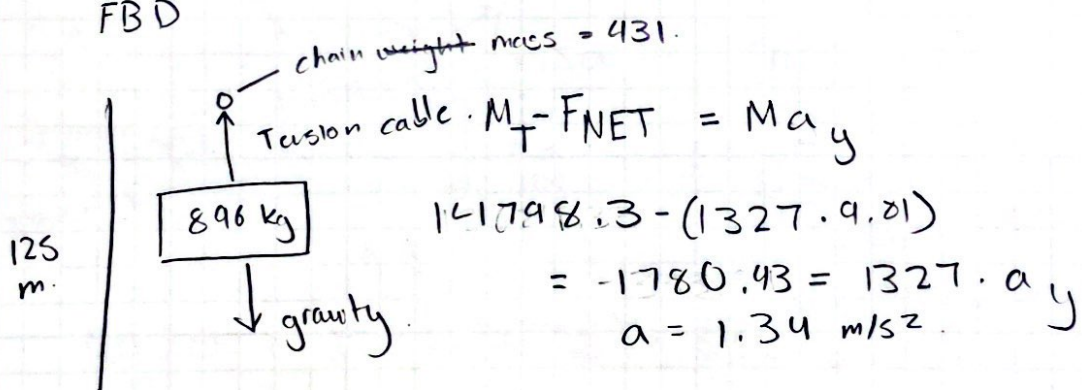 FBD
chain weight mass = 431.
Tension cable. M_T - F_NET = Ma_y
896 kg
14798.3 - (1327 . 9.81)
125 m.
= -1780.43 = 1327 . a_y
gravity.
a = 1.34 m/s²